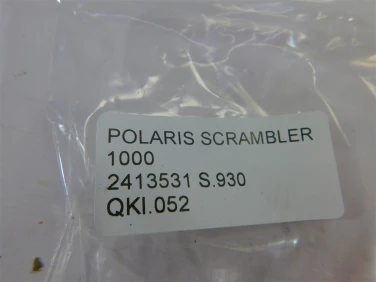 POLARIS SCRAMBLER
1000
2413531 S.930
QKI.052